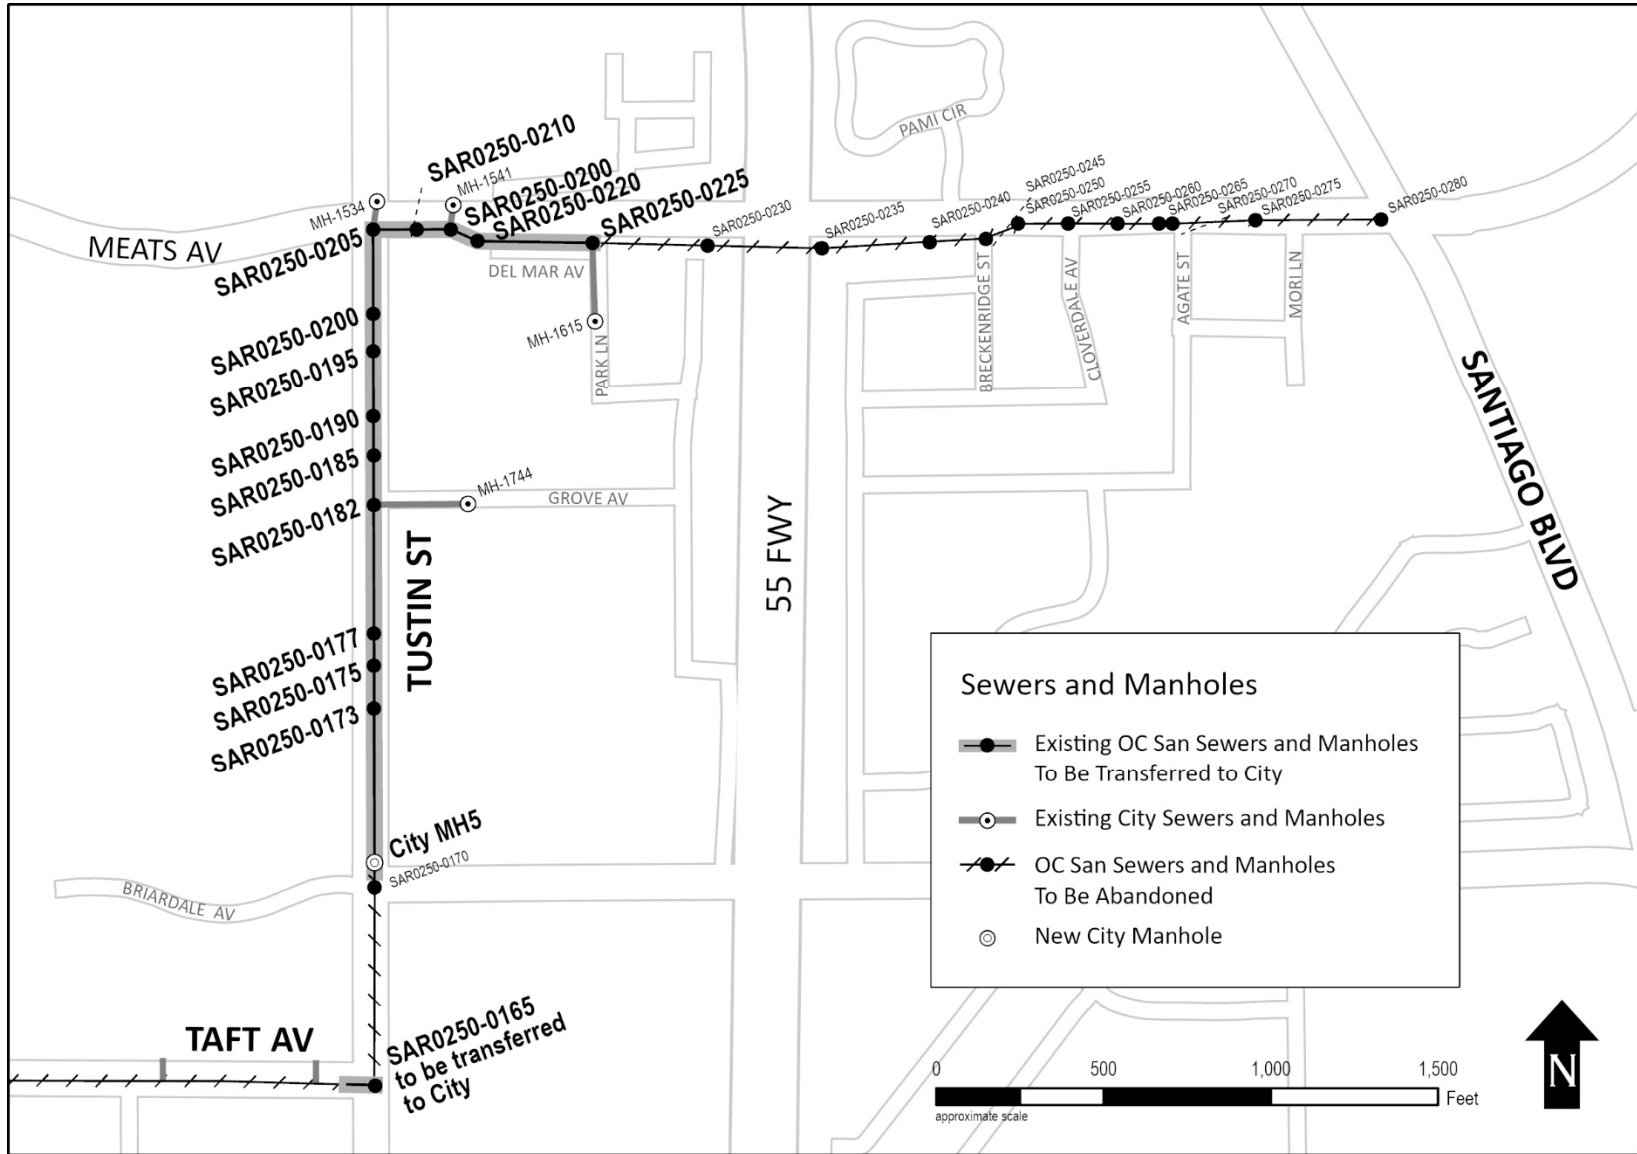 PAMI CIR
SAR0250-0210
MH-1541
SAR0250-0200
SAR0250-0220
SAR0250-0225
MH-1534
SAR0250-0205
MEATS AV
SAR0250-0230
SAR0250-0235
SAR0250-0240
SAR0250-0245
SAR0250-0250
SAR0250-0255
SAR0250-0260
SAR0250-0265
SAR0250-0270
SAR0250-0275
SAR0250-0280
DEL MAR AV
MH-1615
PARK LN
BRECKENRIDGE ST
CLOVERDALE AV
AGATE ST
MORI LN
SANTIAGO BLVD
SAR0250-0200
SAR0250-0195
SAR0250-0190
SAR0250-0185
SAR0250-0182
MH-1744
GROVE AV
TUSTIN ST
55 FWY
SAR0250-0177
SAR0250-0175
SAR0250-0173
City MH5
SAR0250-0170
BRIARDALE AV
TAFT AV
SAR0250-0165
to be transferred
to City
Sewers and Manholes
Existing OC San Sewers and Manholes
To Be Transferred to City
Existing City Sewers and Manholes
OC San Sewers and Manholes
To Be Abandoned
New City Manhole
0 500 1,000 1,500
Feet
approximate scale
N